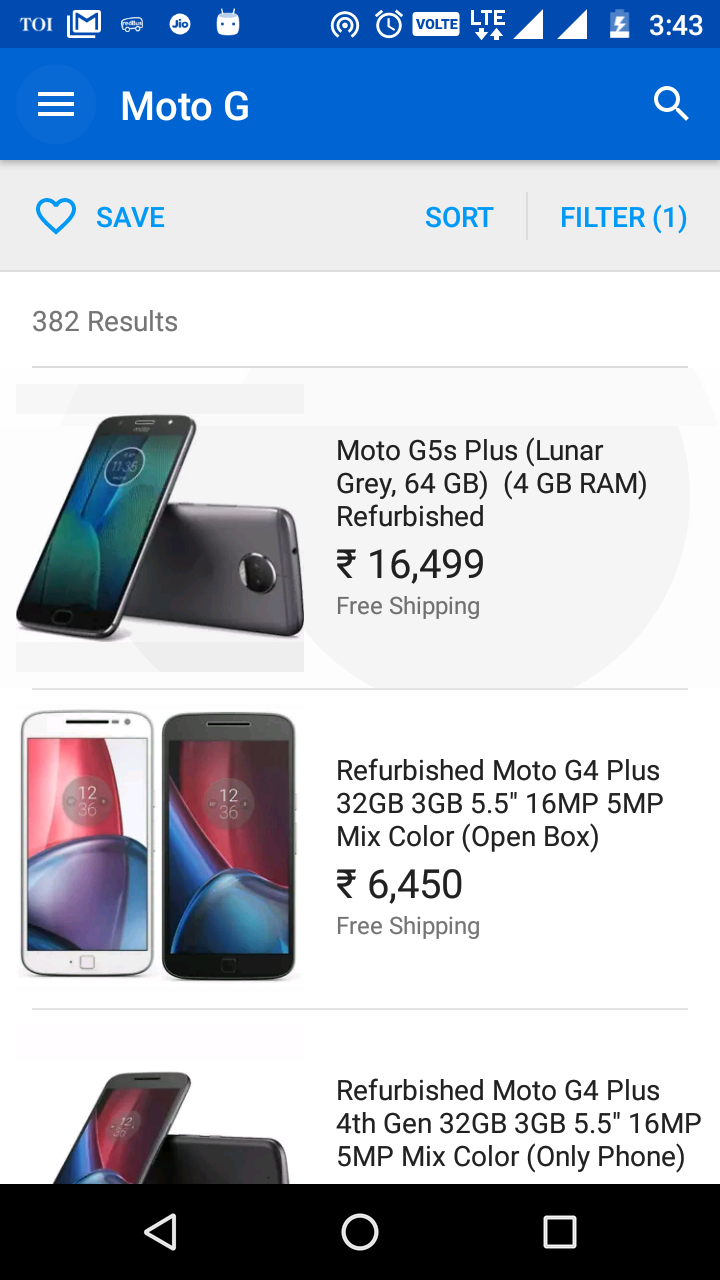 TOI redBus Jio VOLTE LTE 3:43
Moto G
SAVE SORT FILTER (1)
382 Results
11:35
Moto G5s Plus (Lunar
Grey, 64 GB)  (4 GB RAM)
Refurbished
₹ 16,499
Free Shipping
12 12
36 36
Refurbished Moto G4 Plus
32GB 3GB 5.5" 16MP 5MP
Mix Color (Open Box)
₹ 6,450
Free Shipping
12
36
Refurbished Moto G4 Plus
4th Gen 32GB 3GB 5.5" 16MP
5MP Mix Color (Only Phone)